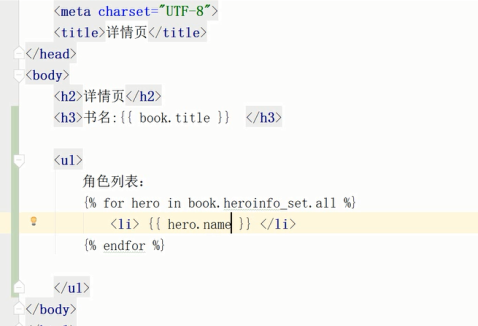 <meta charset="UTF-8">
<title>详情页</title>
</head>
<body>
<h2>详情页</h2>
<h3>书名:{{ book.title }} </h3>
<ul>
角色列表：
{% for hero in book.heroinfo_set.all %}
<li> {{ hero.name }} </li>
{% endfor %}
</ul>
</body>